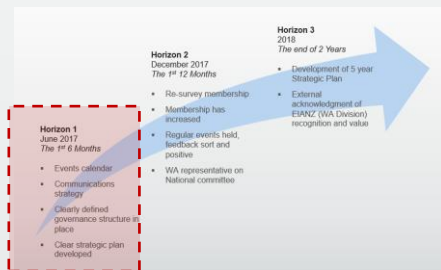 Horizon 1
June 2017
The 1st 6 Months
• Events calendar
• Communications
strategy
• Clearly defined
governance structure in
place
• Clear strategic plan
developed
Horizon 2
December 2017
The 1st 12 Months
• Re-survey membership
• Membership has
increased
• Regular events held,
feedback sort and
positive
• WA representative on
National committee
Horizon 3
2018
The end of 2 Years
• Development of 5 year
Strategic Plan
• External
acknowledgment of
EIANZ (WA Division)
recognition and value